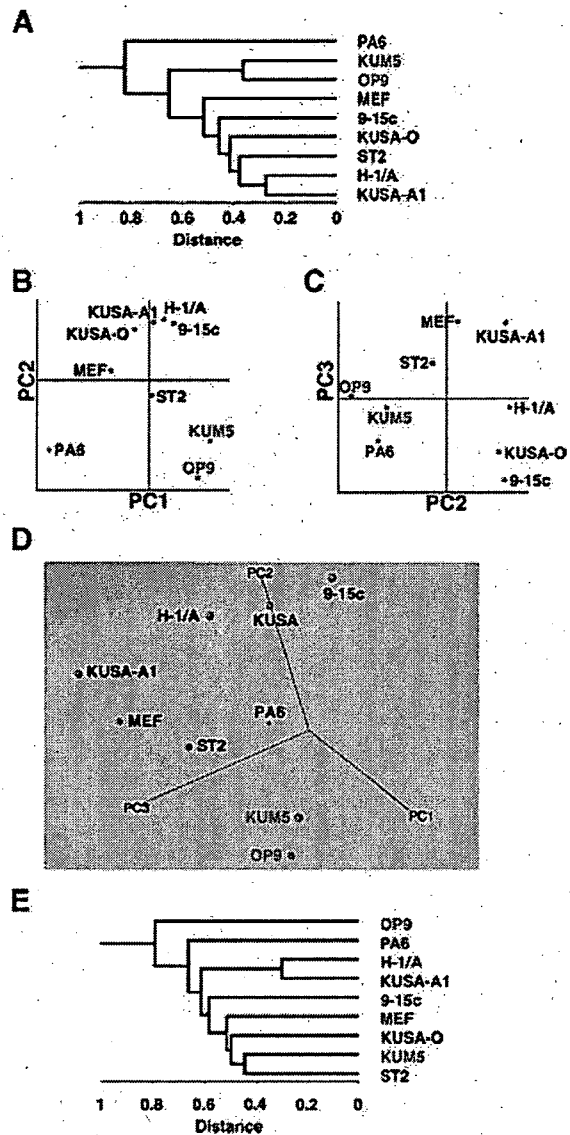 A
PA6
KUM5
OP9
MEF
9-15c
KUSA-O
ST2
H-1/A
KUSA-A1
1 0.8 0.6 0.4 0.2 0
Distance
B
KUSA-A1 H-1/A
KUSA-O 9-15c
MEF
ST2
KUM5
PA6
OP9
PC2
PC1
C
MEF KUSA-A1
ST2
OP9
KUM5 H-1/A
PA6 KUSA-O
9-15c
PC3
PC2
D
PC2 9-15c
H-1/A KUSA
KUSA-A1
MEF PA6
ST2
PC3 KUM5 PC1
OP9
E
OP9
PA6
H-1/A
KUSA-A1
9-15c
MEF
KUSA-O
KUM5
ST2
1 0.8 0.6 0.4 0.2 0
Distance